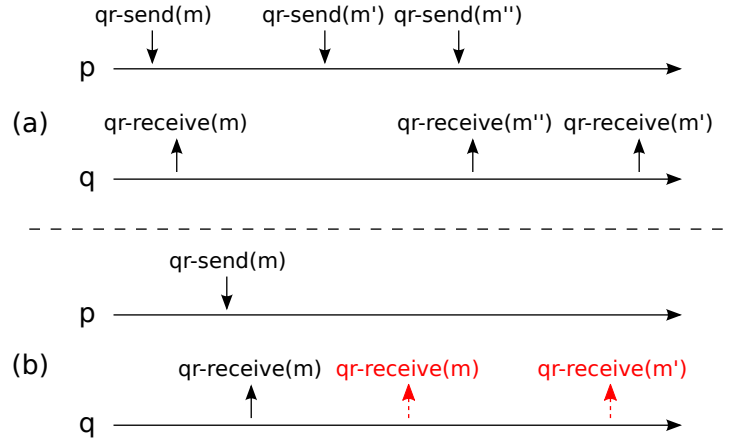 qr-send(m) qr-send(m') qr-send(m'')
p
(a)
qr-receive(m) qr-receive(m'') qr-receive(m')
q
qr-send(m)
p
(b)
qr-receive(m) qr-receive(m) qr-receive(m')
q